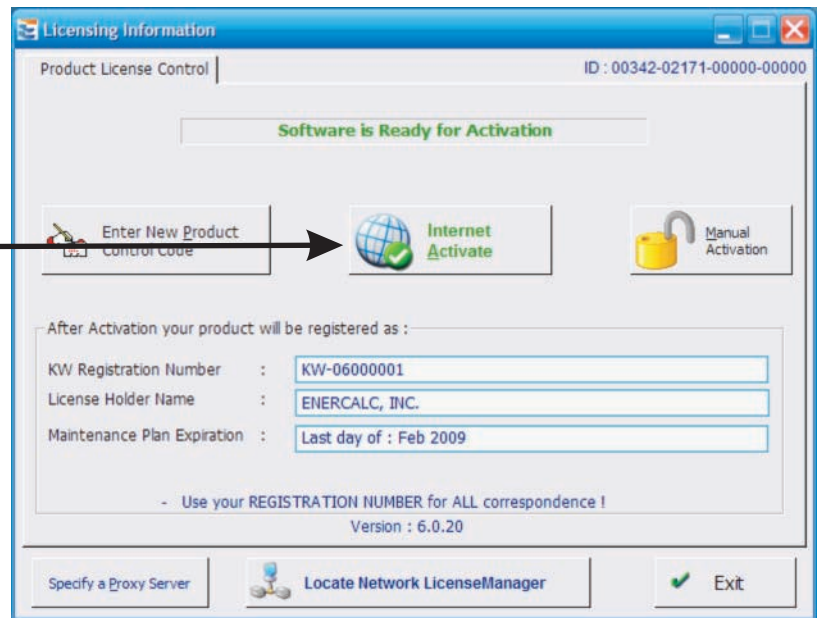 Licensing Information
Product License Control
ID : 00342-02171-00000-00000
Software is Ready for Activation
Enter New Product
Control Code
Internet
Activate
Manual
Activation
After Activation your product will be registered as :
KW Registration Number : KW-06000001
License Holder Name : ENERCALC, INC.
Maintenance Plan Expiration : Last day of : Feb 2009
- Use your REGISTRATION NUMBER for ALL correspondence !
Version : 6.0.20
Specify a Proxy Server
Locate Network LicenseManager
Exit